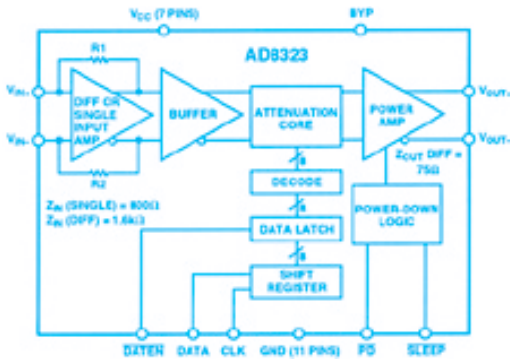 VCC (7 PINS)
BYP
AD8323
R1
VIN+
DIFF OR
SINGLE
INPUT
AMP
BUFFER
ATTENUATION
CORE
POWER
AMP
VOUT+
VIN-
VOUT-
R2
8
ZOUT DIFF =
75Ω
DECODE
ZIN (SINGLE) = 800Ω
ZIN (DIFF) = 1.6kΩ
8
POWER-DOWN
LOGIC
DATA LATCH
8
SHIFT
REGISTER
DATEN
DATA
CLK
GND (11 PINS)
PD
SLEEP